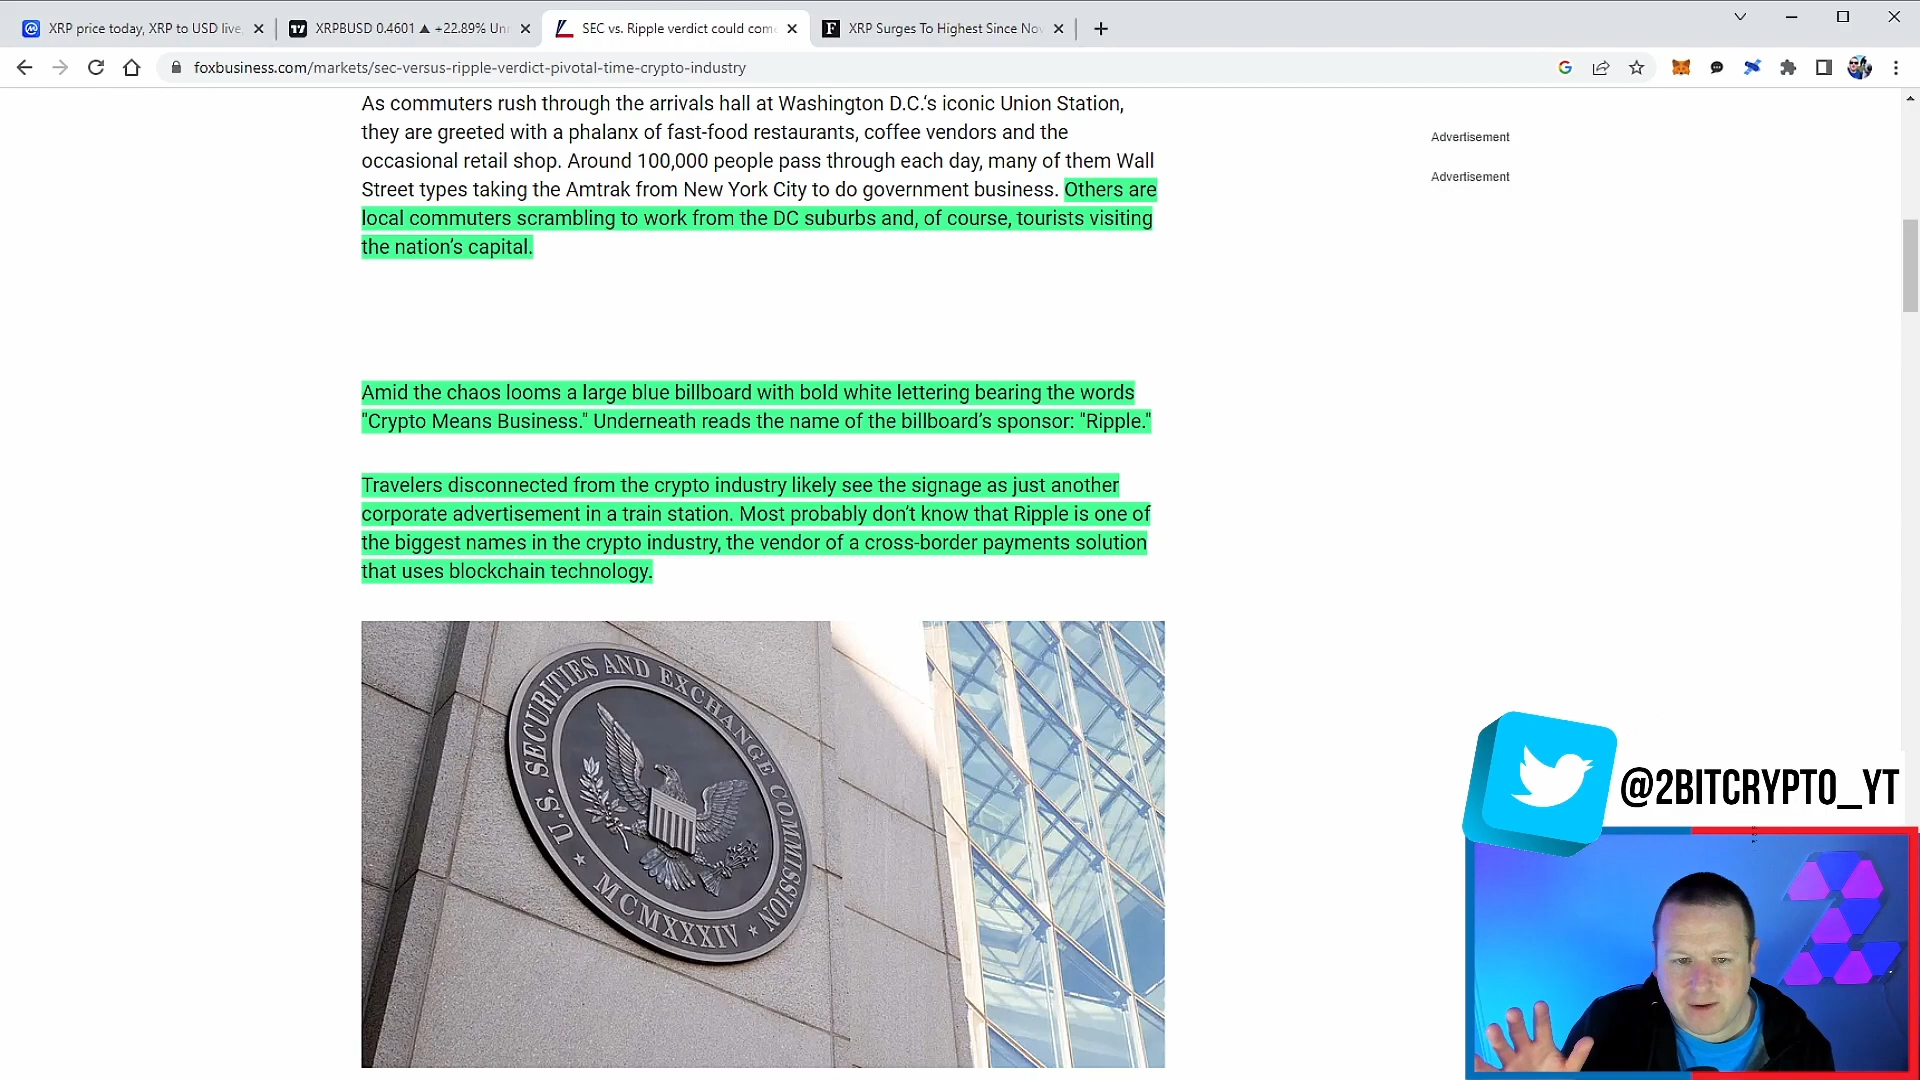 XRP price today, XRP to USD live,
XRPBUSD 0.4601 ▲ +22.89% Un
SEC vs. Ripple verdict could com
XRP Surges To Highest Since Nov
foxbusiness.com/markets/sec-versus-ripple-verdict-pivotal-time-crypto-industry
As commuters rush through the arrivals hall at Washington D.C.‘s iconic Union Station,
they are greeted with a phalanx of fast-food restaurants, coffee vendors and the
occasional retail shop. Around 100,000 people pass through each day, many of them Wall
Street types taking the Amtrak from New York City to do government business. Others are
local commuters scrambling to work from the DC suburbs and, of course, tourists visiting
the nation’s capital.
Advertisement
Advertisement
Amid the chaos looms a large blue billboard with bold white lettering bearing the words
"Crypto Means Business." Underneath reads the name of the billboard’s sponsor: "Ripple."
Travelers disconnected from the crypto industry likely see the signage as just another
corporate advertisement in a train station. Most probably don’t know that Ripple is one of
the biggest names in the crypto industry, the vendor of a cross-border payments solution
that uses blockchain technology.
U.S. SECURITIES AND EXCHANGE COMMISSION
MCMXXXIV
@2BITCRYPTO_YT